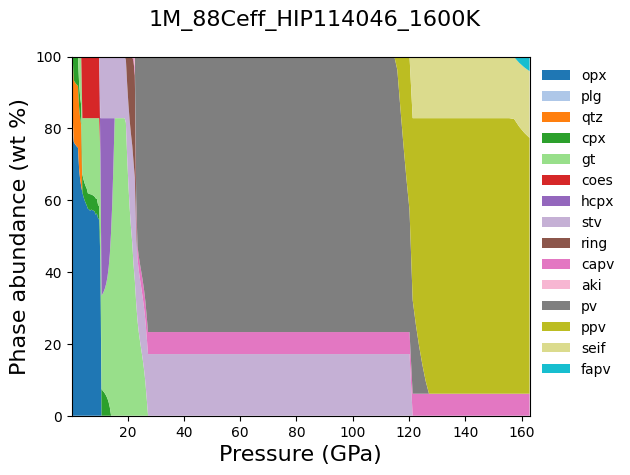 1M_88Ceff_HIP114046_1600K
Phase abundance (wt %)
100
80
60
40
20
0
20
40
60
80
100
120
140
160
Pressure (GPa)
opx
plg
qtz
cpx
gt
coes
hcpx
stv
ring
capv
aki
pv
ppv
seif
fapv